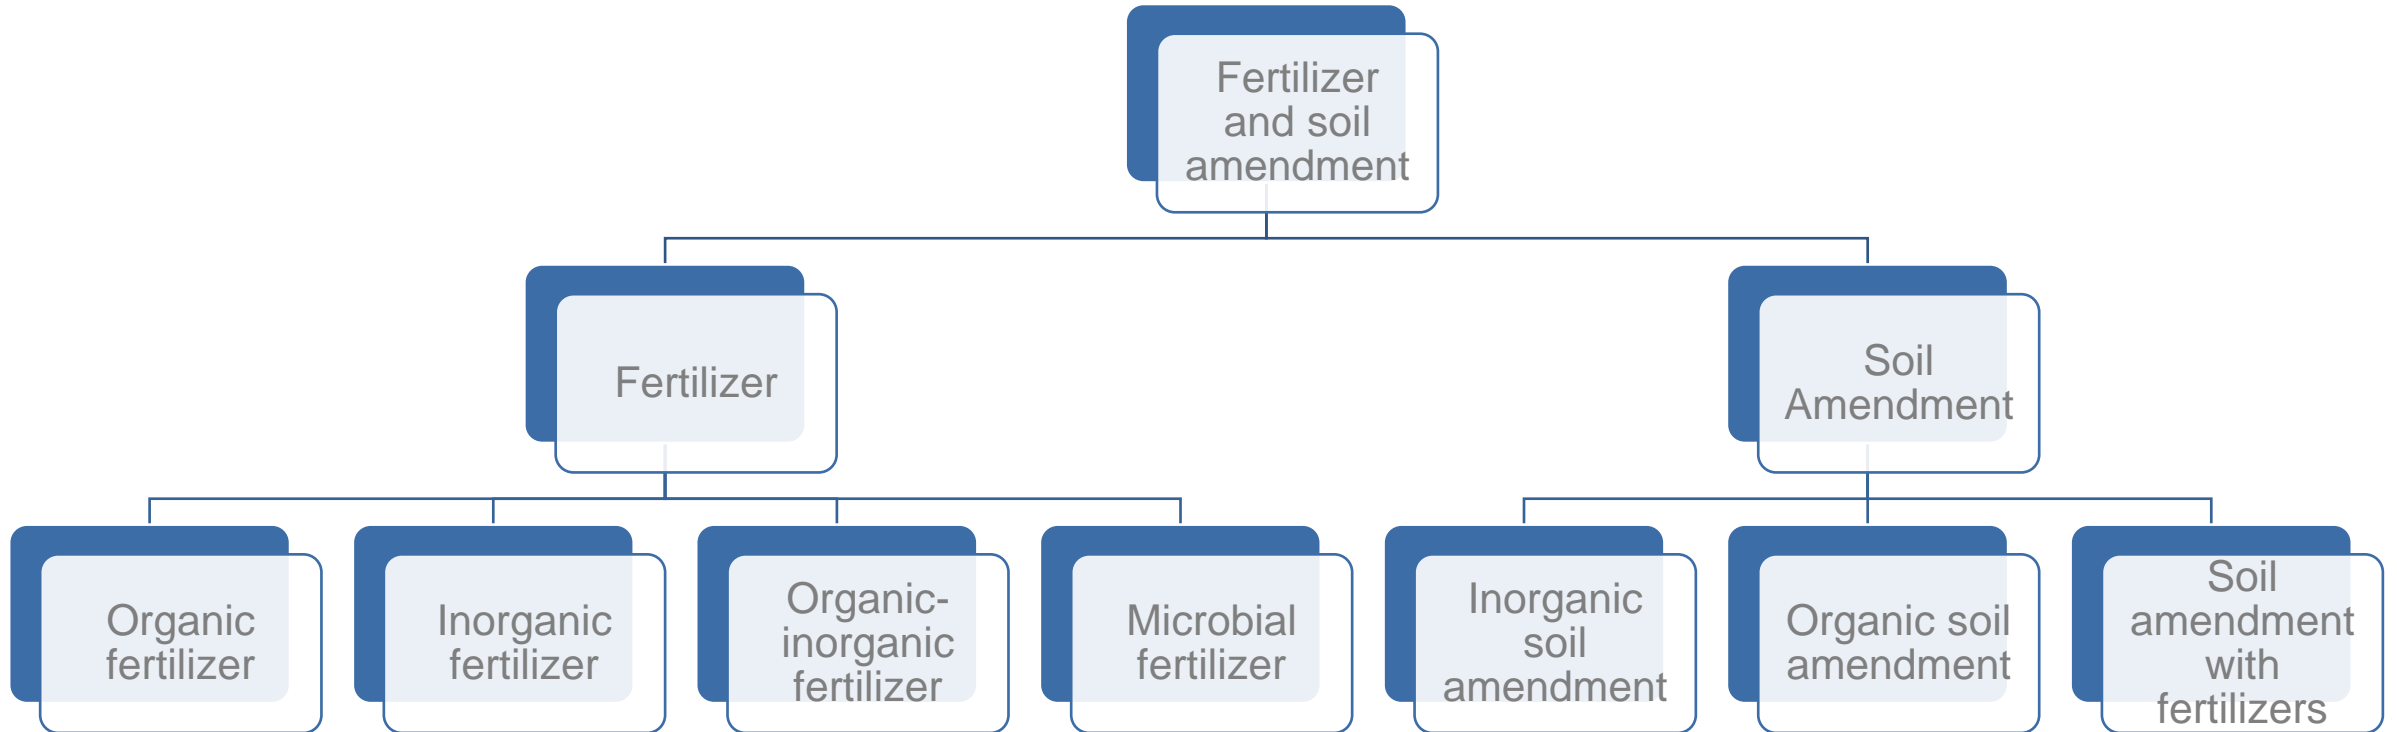 Fertilizer
and soil
amendment
Fertilizer
Soil
Amendment
Organic
fertilizer
Inorganic
fertilizer
Organic-
inorganic
fertilizer
Microbial
fertilizer
Inorganic
soil
amendment
Organic soil
amendment
Soil
amendment
with
fertilizers